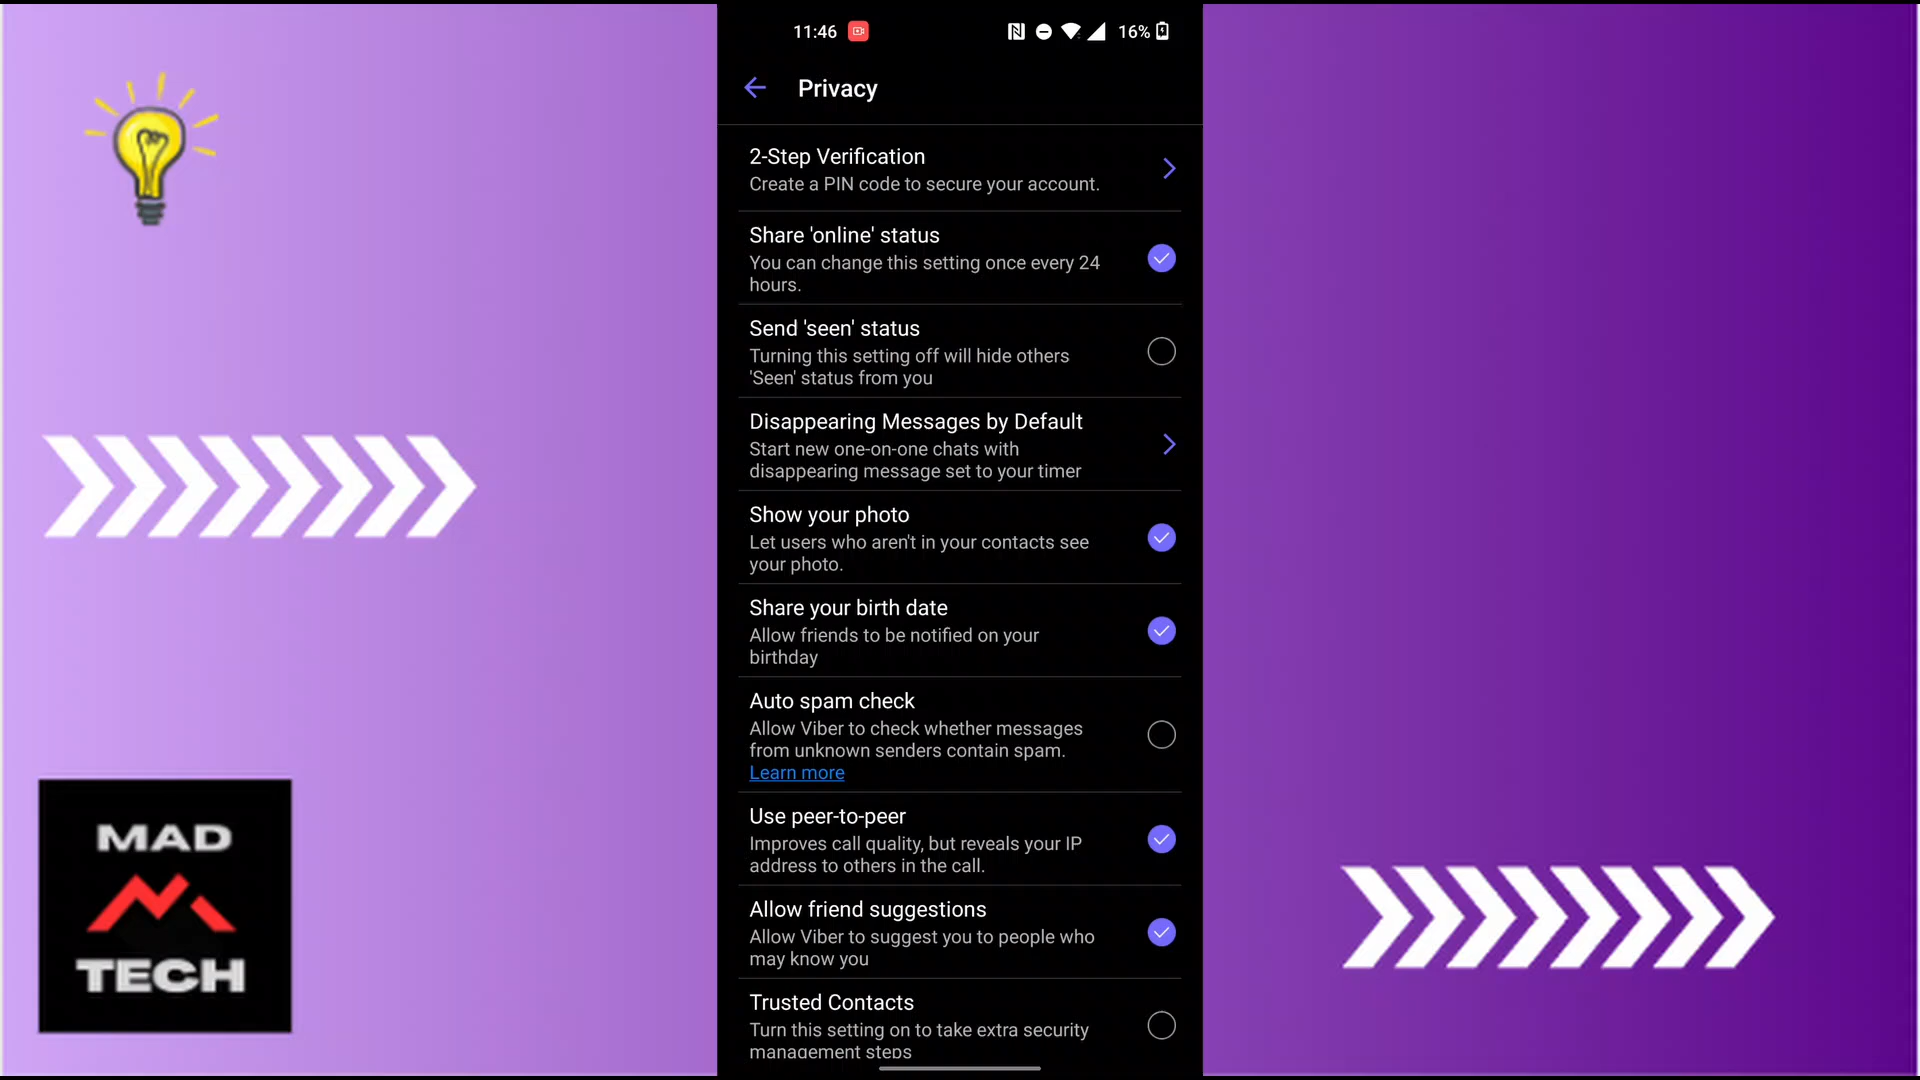 11:46
16%
Privacy
2-Step Verification
Create a PIN code to secure your account.
Share 'online' status
You can change this setting once every 24
hours.
Send 'seen' status
Turning this setting off will hide others
'Seen' status from you
Disappearing Messages by Default
Start new one-on-one chats with
disappearing message set to your timer
Show your photo
Let users who aren't in your contacts see
your photo.
Share your birth date
Allow friends to be notified on your
birthday
Auto spam check
Allow Viber to check whether messages
from unknown senders contain spam.
Learn more
Use peer-to-peer
Improves call quality, but reveals your IP
address to others in the call.
Allow friend suggestions
Allow Viber to suggest you to people who
may know you
Trusted Contacts
Turn this setting on to take extra security
management steps
MAD
TECH